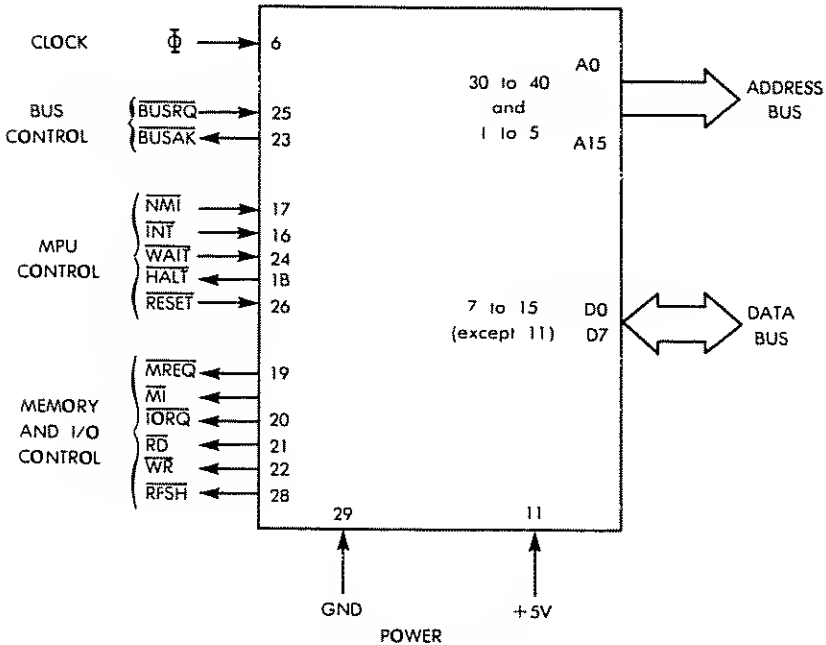 CLOCK Φ 6
BUS CONTROL
BUSRQ 25
BUSAK 23
MPU CONTROL
NMI 17
INT 16
WAIT 24
HALT 18
RESET 26
MEMORY AND I/O CONTROL
MREQ 19
MI
IORQ 20
RD 21
WR 22
RFSH 28
30 to 40
and
1 to 5
A0
A15
ADDRESS
BUS
7 to 15
(except 11)
D0
D7
DATA
BUS
29
11
GND
+5V
POWER